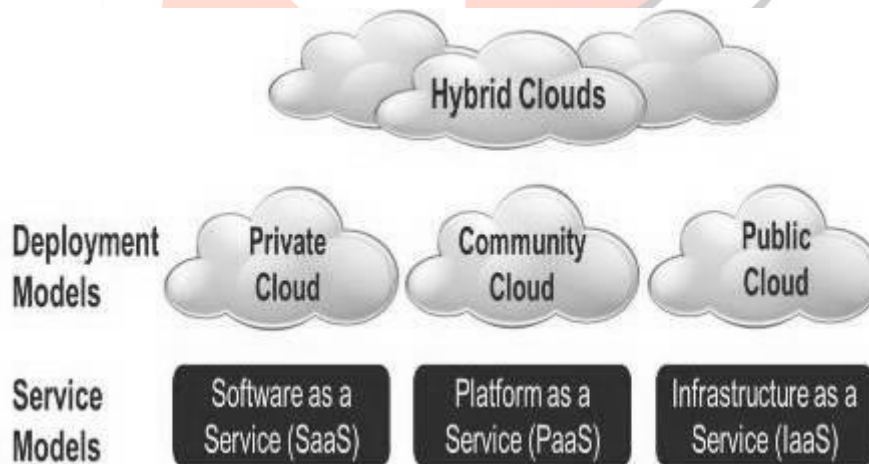 Hybrid Clouds
Deployment
Models
Private
Cloud
Community
Cloud
Public
Cloud
Service
Models
Software as a
Service (SaaS)
Platform as a
Service (PaaS)
Infrastructure as a
Service (IaaS)